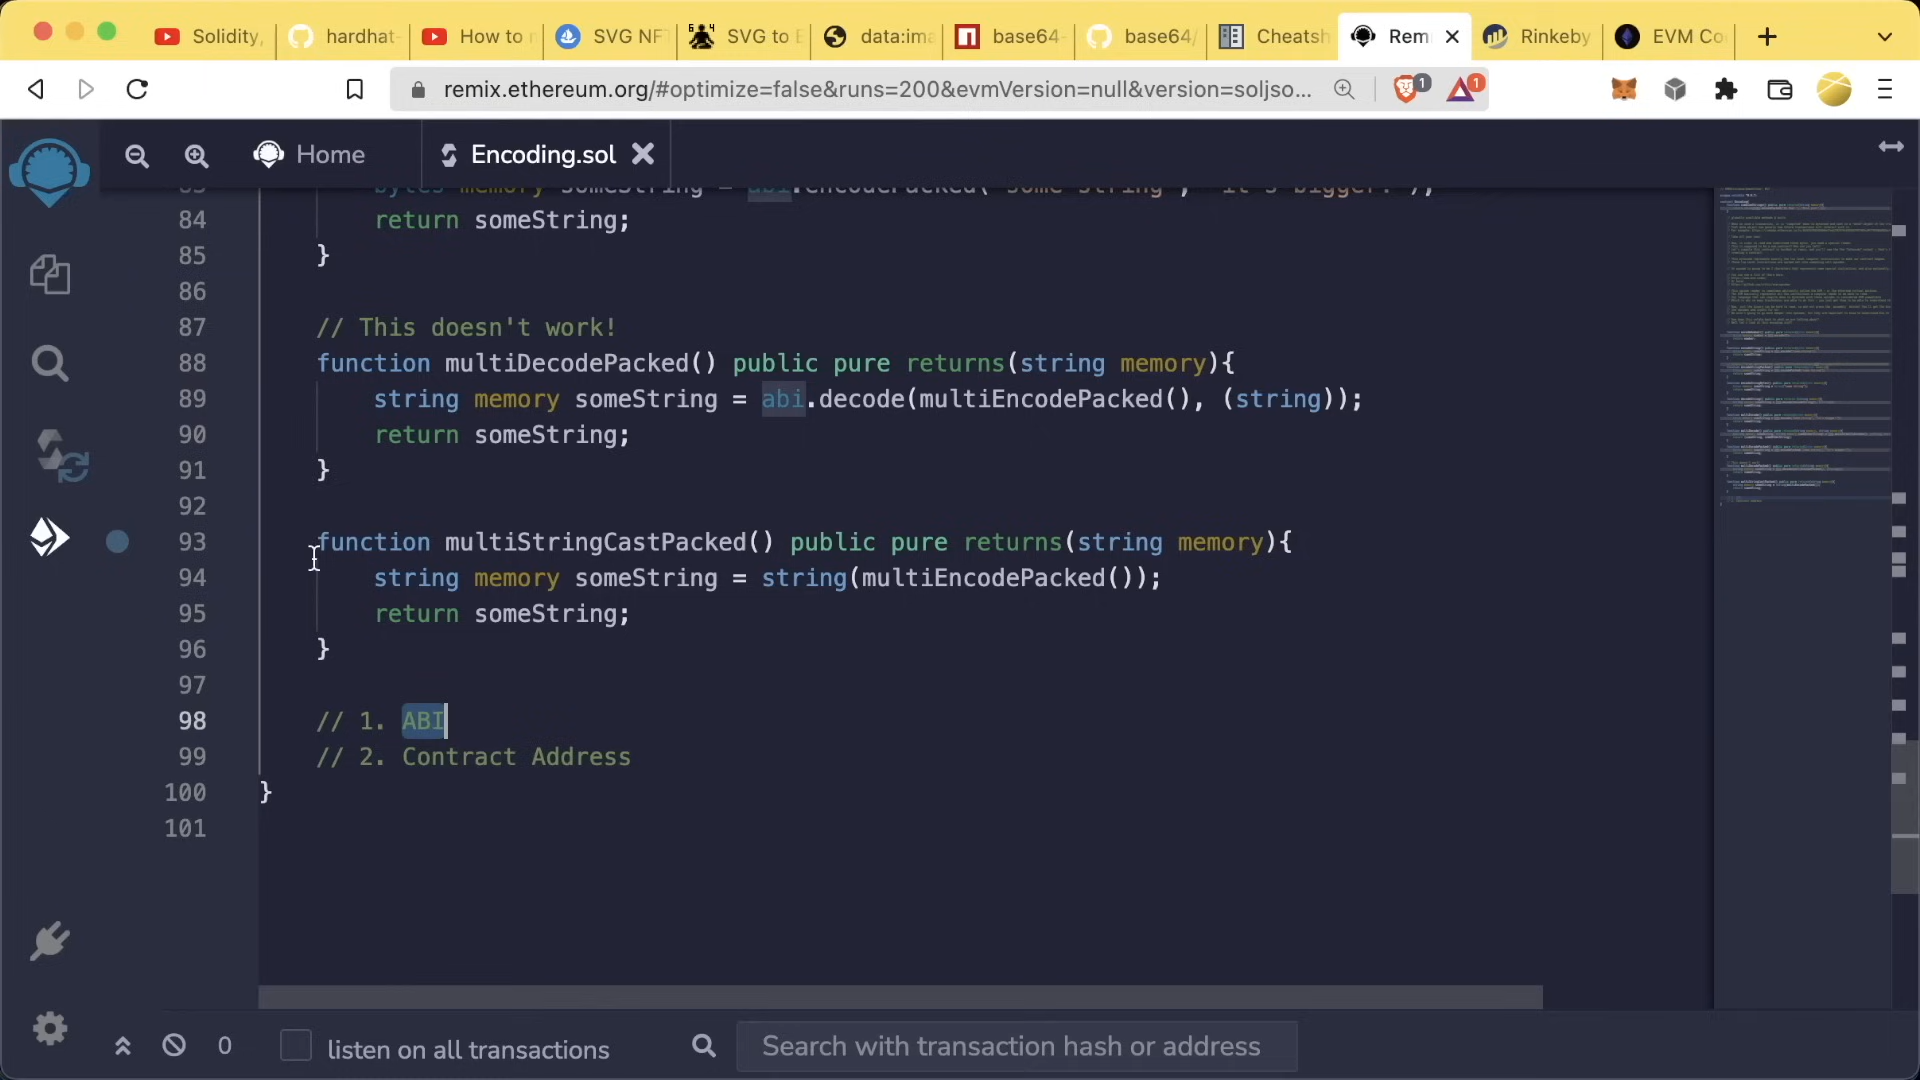 Solidity,
hardhat-
How to
SVG NF
SVG to
data:ima
base64-
base64/
Cheatsh
Rem
Rinkeby
EVM Co
remix.ethereum.org/#optimize=false&runs=200&evmVersion=null&version=soljso...
1
1
Home
Encoding.sol
84 return someString;
85 }
86
87 // This doesn't work!
88 function multiDecodePacked() public pure returns(string memory){
89 string memory someString = abi.decode(multiEncodePacked(), (string));
90 return someString;
91 }
92
93 function multiStringCastPacked() public pure returns(string memory){
94 string memory someString = string(multiEncodePacked());
95 return someString;
96 }
97
98 // 1. ABI
99 // 2. Contract Address
100 }
101
0
listen on all transactions
Search with transaction hash or address